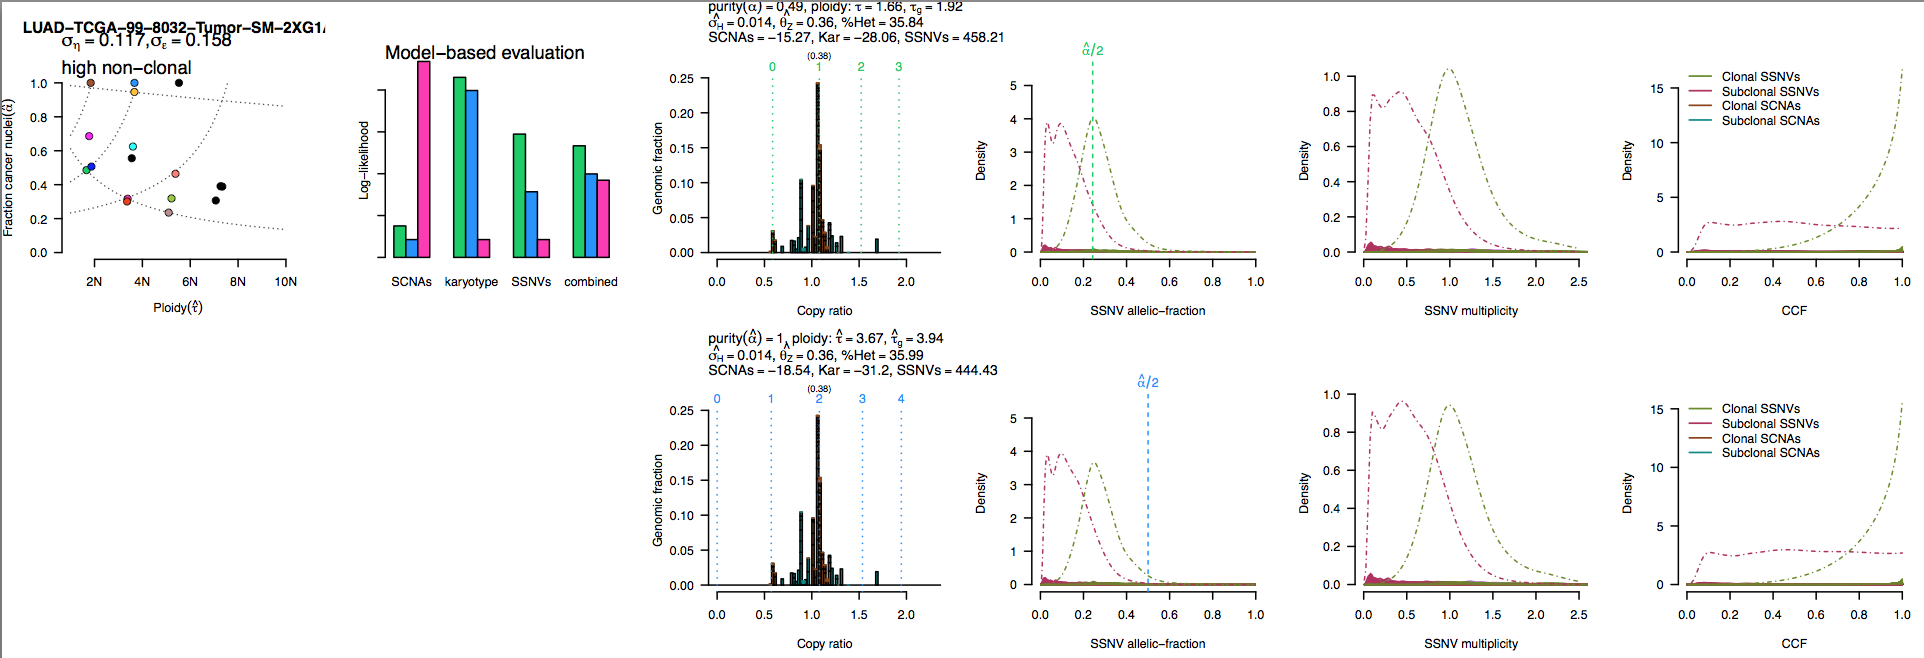 LUAD−TCGA−99−8032−Tumor−SM−2XG1
ση = 0.117,σε = 0.158
high non−clonal
Fraction cancer nuclei(α̂)
1.0
0.8
0.6
0.4
0.2
0.0
2N 4N 6N 8N 10N
Ploidy(τ̂)
Model−based evaluation
Log−likelihood
SCNAs karyotype SSNVs combined
purity(α̂) = 0.49, ploidy: τ̂ = 1.66, τ̂g = 1.92
σ̂H = 0.014, θ̂Z = 0.36, %Het = 35.84
SCNAs = −15.27, Kar = −28.06, SSNVs = 458.21
(0.38)
0 1 2 3
Genomic fraction
0.25
0.20
0.15
0.10
0.05
0.00
0.0 0.5 1.0 1.5 2.0
Copy ratio
α̂/2
Density
5
4
3
2
1
0
0.0 0.2 0.4 0.6 0.8 1.0
SSNV allelic−fraction
Density
1.0
0.8
0.6
0.4
0.2
0.0
0.0 0.5 1.0 1.5 2.0 2.5
SSNV multiplicity
Clonal SSNVs
Subclonal SSNVs
Clonal SCNAs
Subclonal SCNAs
Density
15
10
5
0
0.0 0.2 0.4 0.6 0.8 1.0
CCF
purity(α̂) = 1, ploidy: τ̂ = 3.67, τ̂g = 3.94
σ̂H = 0.014, θ̂Z = 0.36, %Het = 35.99
SCNAs = −18.54, Kar = −31.2, SSNVs = 444.43
(0.38)
0 1 2 3 4
Genomic fraction
0.25
0.20
0.15
0.10
0.05
0.00
0.0 0.5 1.0 1.5 2.0
Copy ratio
α̂/2
Density
5
4
3
2
1
0
0.0 0.2 0.4 0.6 0.8 1.0
SSNV allelic−fraction
Density
1.0
0.8
0.6
0.4
0.2
0.0
0.0 0.5 1.0 1.5 2.0 2.5
SSNV multiplicity
Clonal SSNVs
Subclonal SSNVs
Clonal SCNAs
Subclonal SCNAs
Density
15
10
5
0
0.0 0.2 0.4 0.6 0.8 1.0
CCF